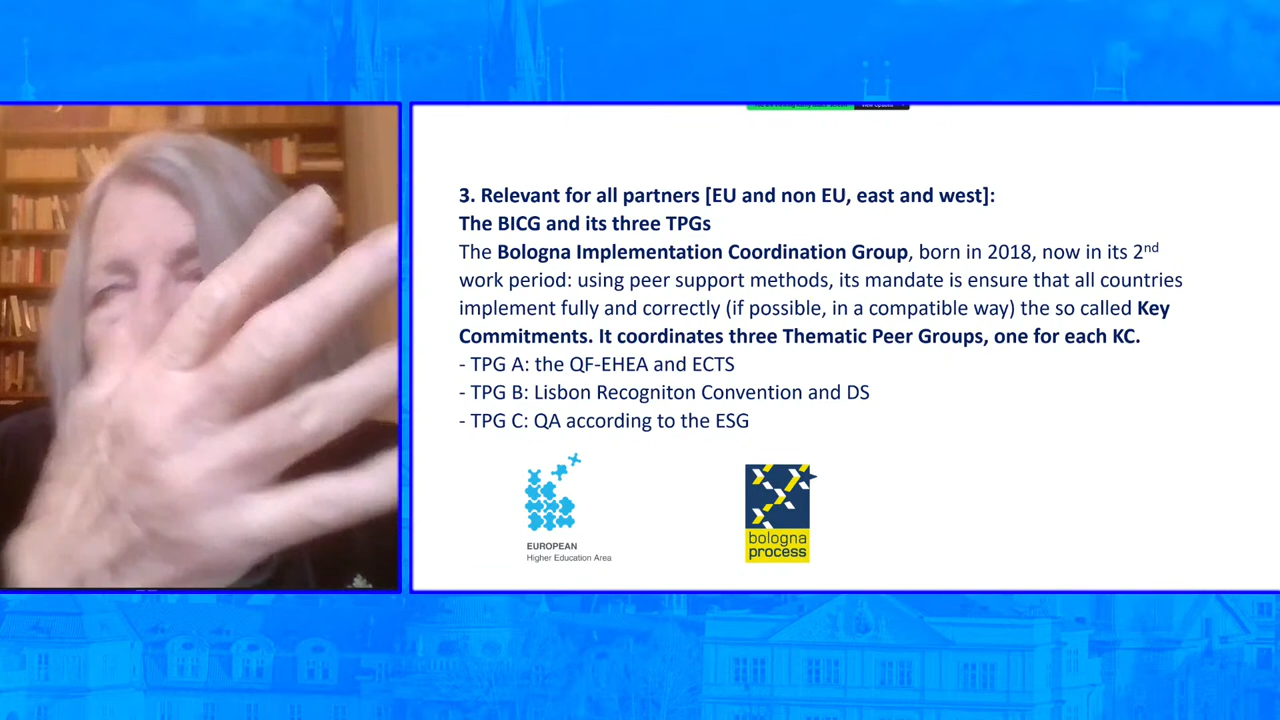 3. Relevant for all partners [EU and non EU, east and west]:
The BICG and its three TPGs
The Bologna Implementation Coordination Group, born in 2018, now in its 2nd
work period: using peer support methods, its mandate is ensure that all countries
implement fully and correctly (if possible, in a compatible way) the so called Key
Commitments. It coordinates three Thematic Peer Groups, one for each KC.
- TPG A: the QF-EHEA and ECTS
- TPG B: Lisbon Recogniton Convention and DS
- TPG C: QA according to the ESG
EUROPEAN
Higher Education Area
bologna
process